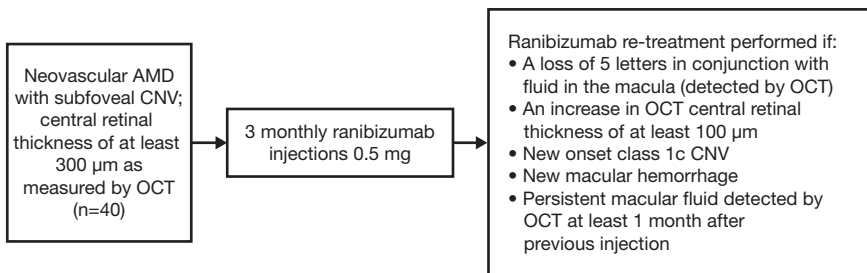 Neovascular AMD
with subfoveal CNV;
central retinal
thickness of at least
300 µm as
measured by OCT
(n=40)
3 monthly ranibizumab
injections 0.5 mg
Ranibizumab re-treatment performed if:
• A loss of 5 letters in conjunction with
fluid in the macula (detected by OCT)
• An increase in OCT central retinal
thickness of at least 100 µm
• New onset class 1c CNV
• New macular hemorrhage
• Persistent macular fluid detected by
OCT at least 1 month after
previous injection